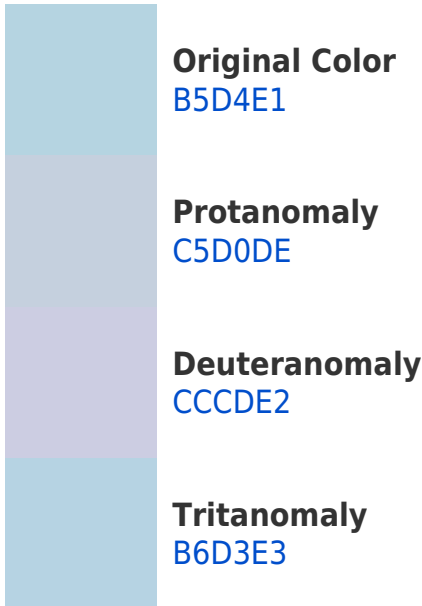 Original Color
B5D4E1
Protanomaly
C5D0DE
Deuteranomaly
CCCDE2
Tritanomaly
B6D3E3